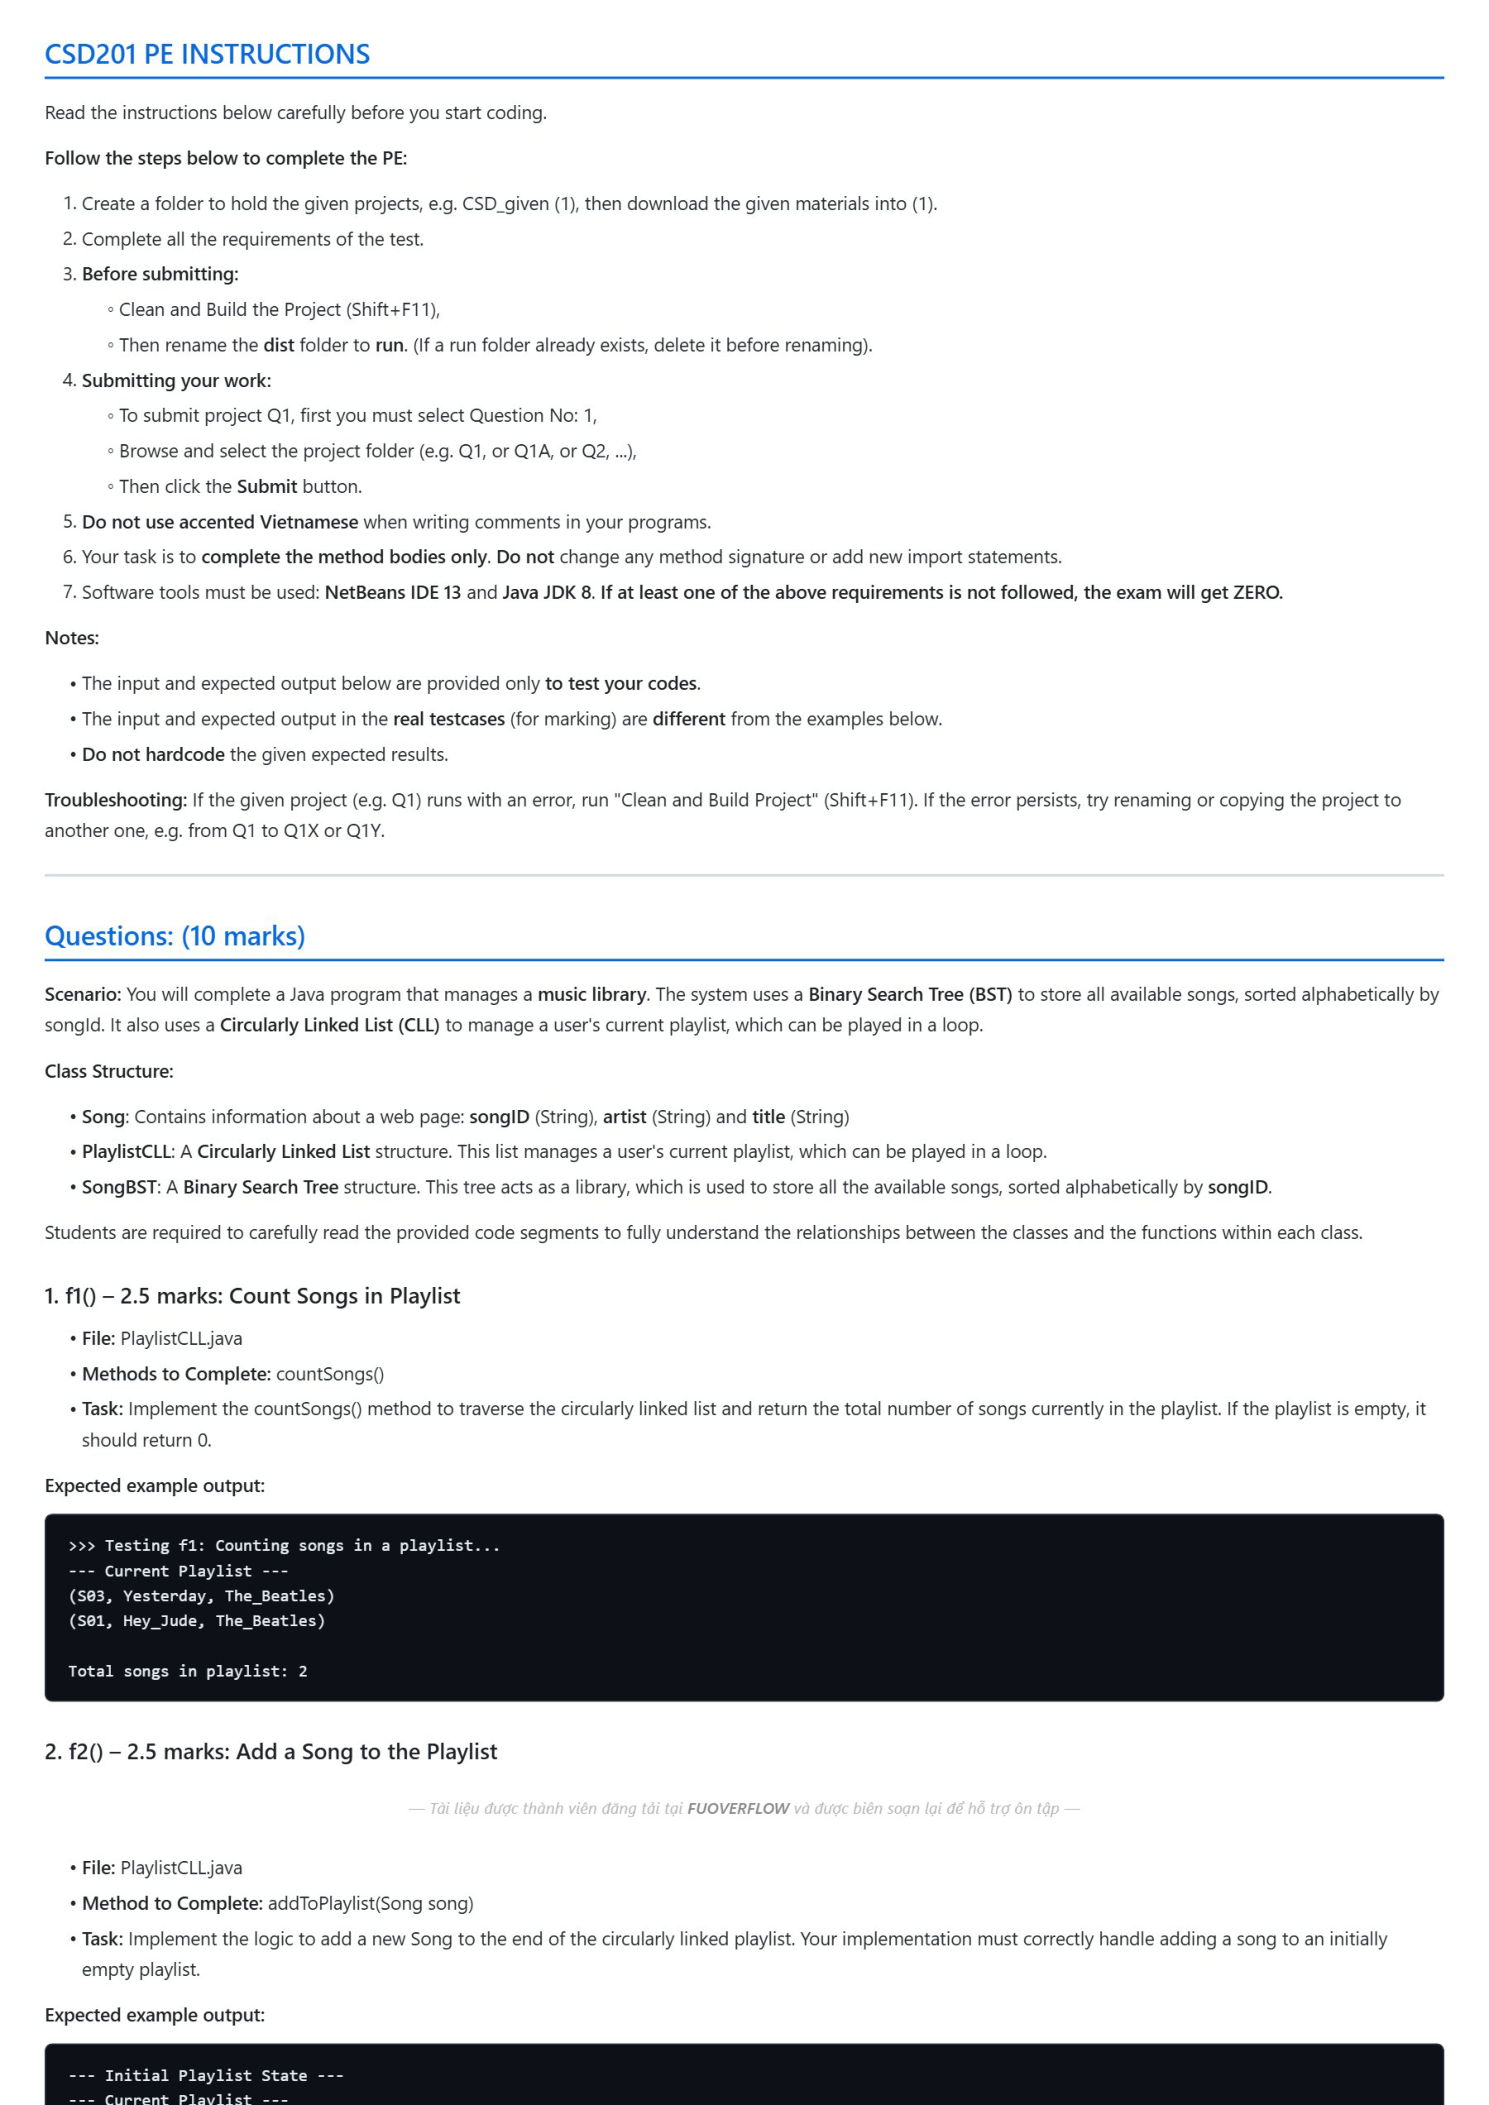 CSD201 PE INSTRUCTIONS
Read the instructions below carefully before you start coding.
Follow the steps below to complete the PE:
1. Create a folder to hold the given projects, e.g. CSD_given (1), then download the given materials into (1).
2. Complete all the requirements of the test.
3. Before submitting:
◦ Clean and Build the Project (Shift+F11),
◦ Then rename the dist folder to run. (If a run folder already exists, delete it before renaming).
4. Submitting your work:
◦ To submit project Q1, first you must select Question No: 1,
◦ Browse and select the project folder (e.g. Q1, or Q1A, or Q2, ...),
◦ Then click the Submit button.
5. Do not use accented Vietnamese when writing comments in your programs.
6. Your task is to complete the method bodies only. Do not change any method signature or add new import statements.
7. Software tools must be used: NetBeans IDE 13 and Java JDK 8. If at least one of the above requirements is not followed, the exam will get ZERO.
Notes:
• The input and expected output below are provided only to test your codes.
• The input and expected output in the real testcases (for marking) are different from the examples below.
• Do not hardcode the given expected results.
Troubleshooting: If the given project (e.g. Q1) runs with an error, run "Clean and Build Project" (Shift+F11). If the error persists, try renaming or copying the project to
another one, e.g. from Q1 to Q1X or Q1Y.
Questions: (10 marks)
Scenario: You will complete a Java program that manages a music library. The system uses a Binary Search Tree (BST) to store all available songs, sorted alphabetically by
songId. It also uses a Circularly Linked List (CLL) to manage a user's current playlist, which can be played in a loop.
Class Structure:
• Song: Contains information about a web page: songID (String), artist (String) and title (String)
• PlaylistCLL: A Circularly Linked List structure. This list manages a user's current playlist, which can be played in a loop.
• SongBST: A Binary Search Tree structure. This tree acts as a library, which is used to store all the available songs, sorted alphabetically by songID.
Students are required to carefully read the provided code segments to fully understand the relationships between the classes and the functions within each class.
1. f1() – 2.5 marks: Count Songs in Playlist
• File: PlaylistCLL.java
• Methods to Complete: countSongs()
• Task: Implement the countSongs() method to traverse the circularly linked list and return the total number of songs currently in the playlist. If the playlist is empty, it
should return 0.
Expected example output:
>>> Testing f1: Counting songs in a playlist...
--- Current Playlist ---
(S03, Yesterday, The_Beatles)
(S01, Hey_Jude, The_Beatles)
Total songs in playlist: 2
2. f2() – 2.5 marks: Add a Song to the Playlist
— Tài liệu được thành viên đăng tải tại FUOVERFLOW và được biên soạn lại để hỗ trợ ôn tập —
• File: PlaylistCLL.java
• Method to Complete: addToPlaylist(Song song)
• Task: Implement the logic to add a new Song to the end of the circularly linked playlist. Your implementation must correctly handle adding a song to an initially
empty playlist.
Expected example output:
--- Initial Playlist State ---
--- Current Playlist ---